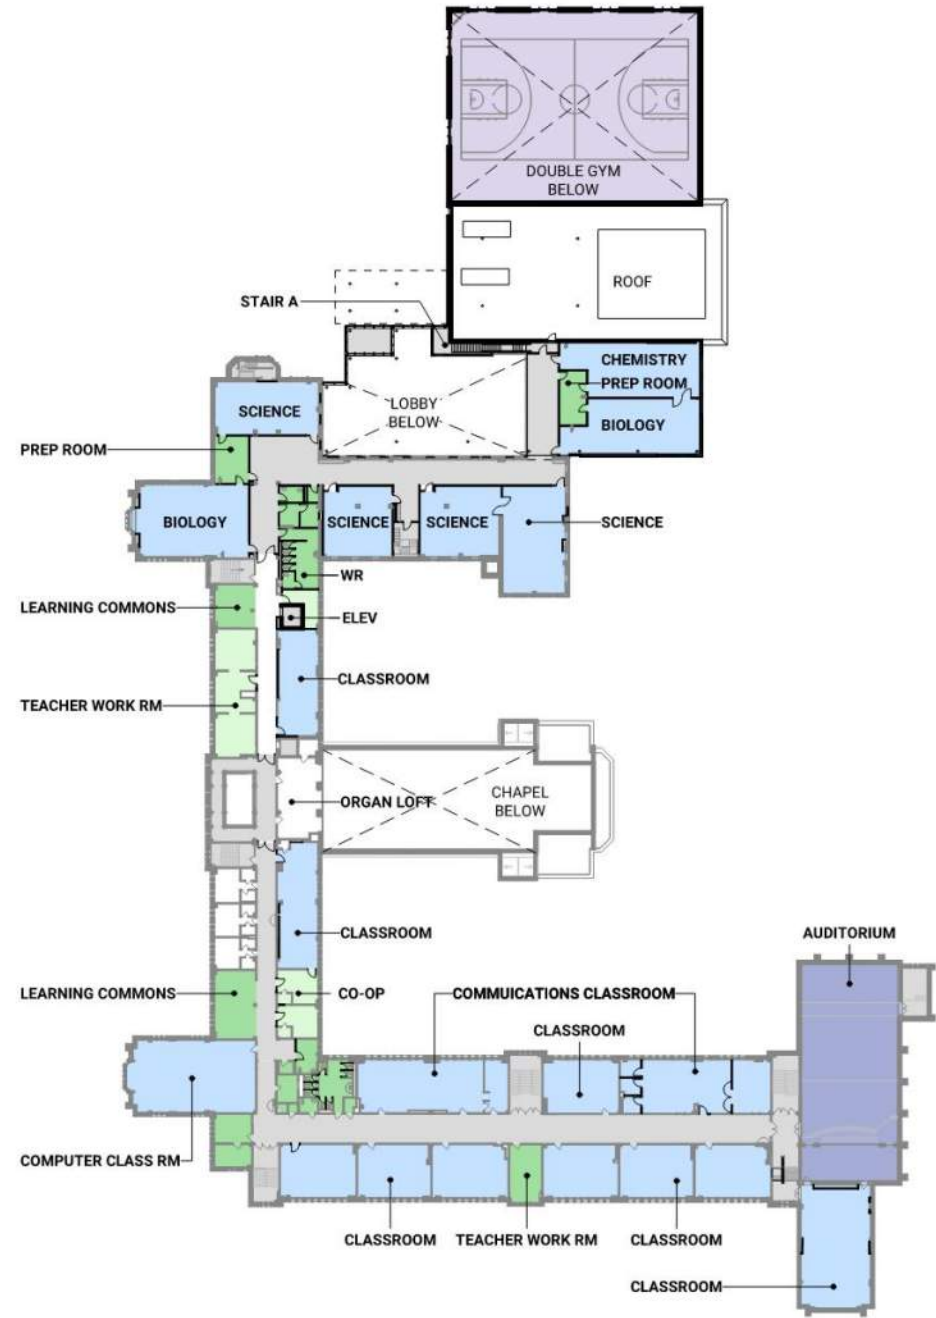 DOUBLE GYM
BELOW
ROOF
STAIR A
CHEMISTRY
PREP ROOM
LOBBY
BELOW
SCIENCE
BIOLOGY
PREP ROOM
BIOLOGY
SCIENCE
SCIENCE
SCIENCE
WR
LEARNING COMMONS
ELEV
CLASSROOM
TEACHER WORK RM
ORGAN LOFT
CHAPEL
BELOW
CLASSROOM
AUDITORIUM
LEARNING COMMONS
CO-OP
COMMUICATIONS CLASSROOM
CLASSROOM
COMPUTER CLASS RM
CLASSROOM
TEACHER WORK RM
CLASSROOM
CLASSROOM